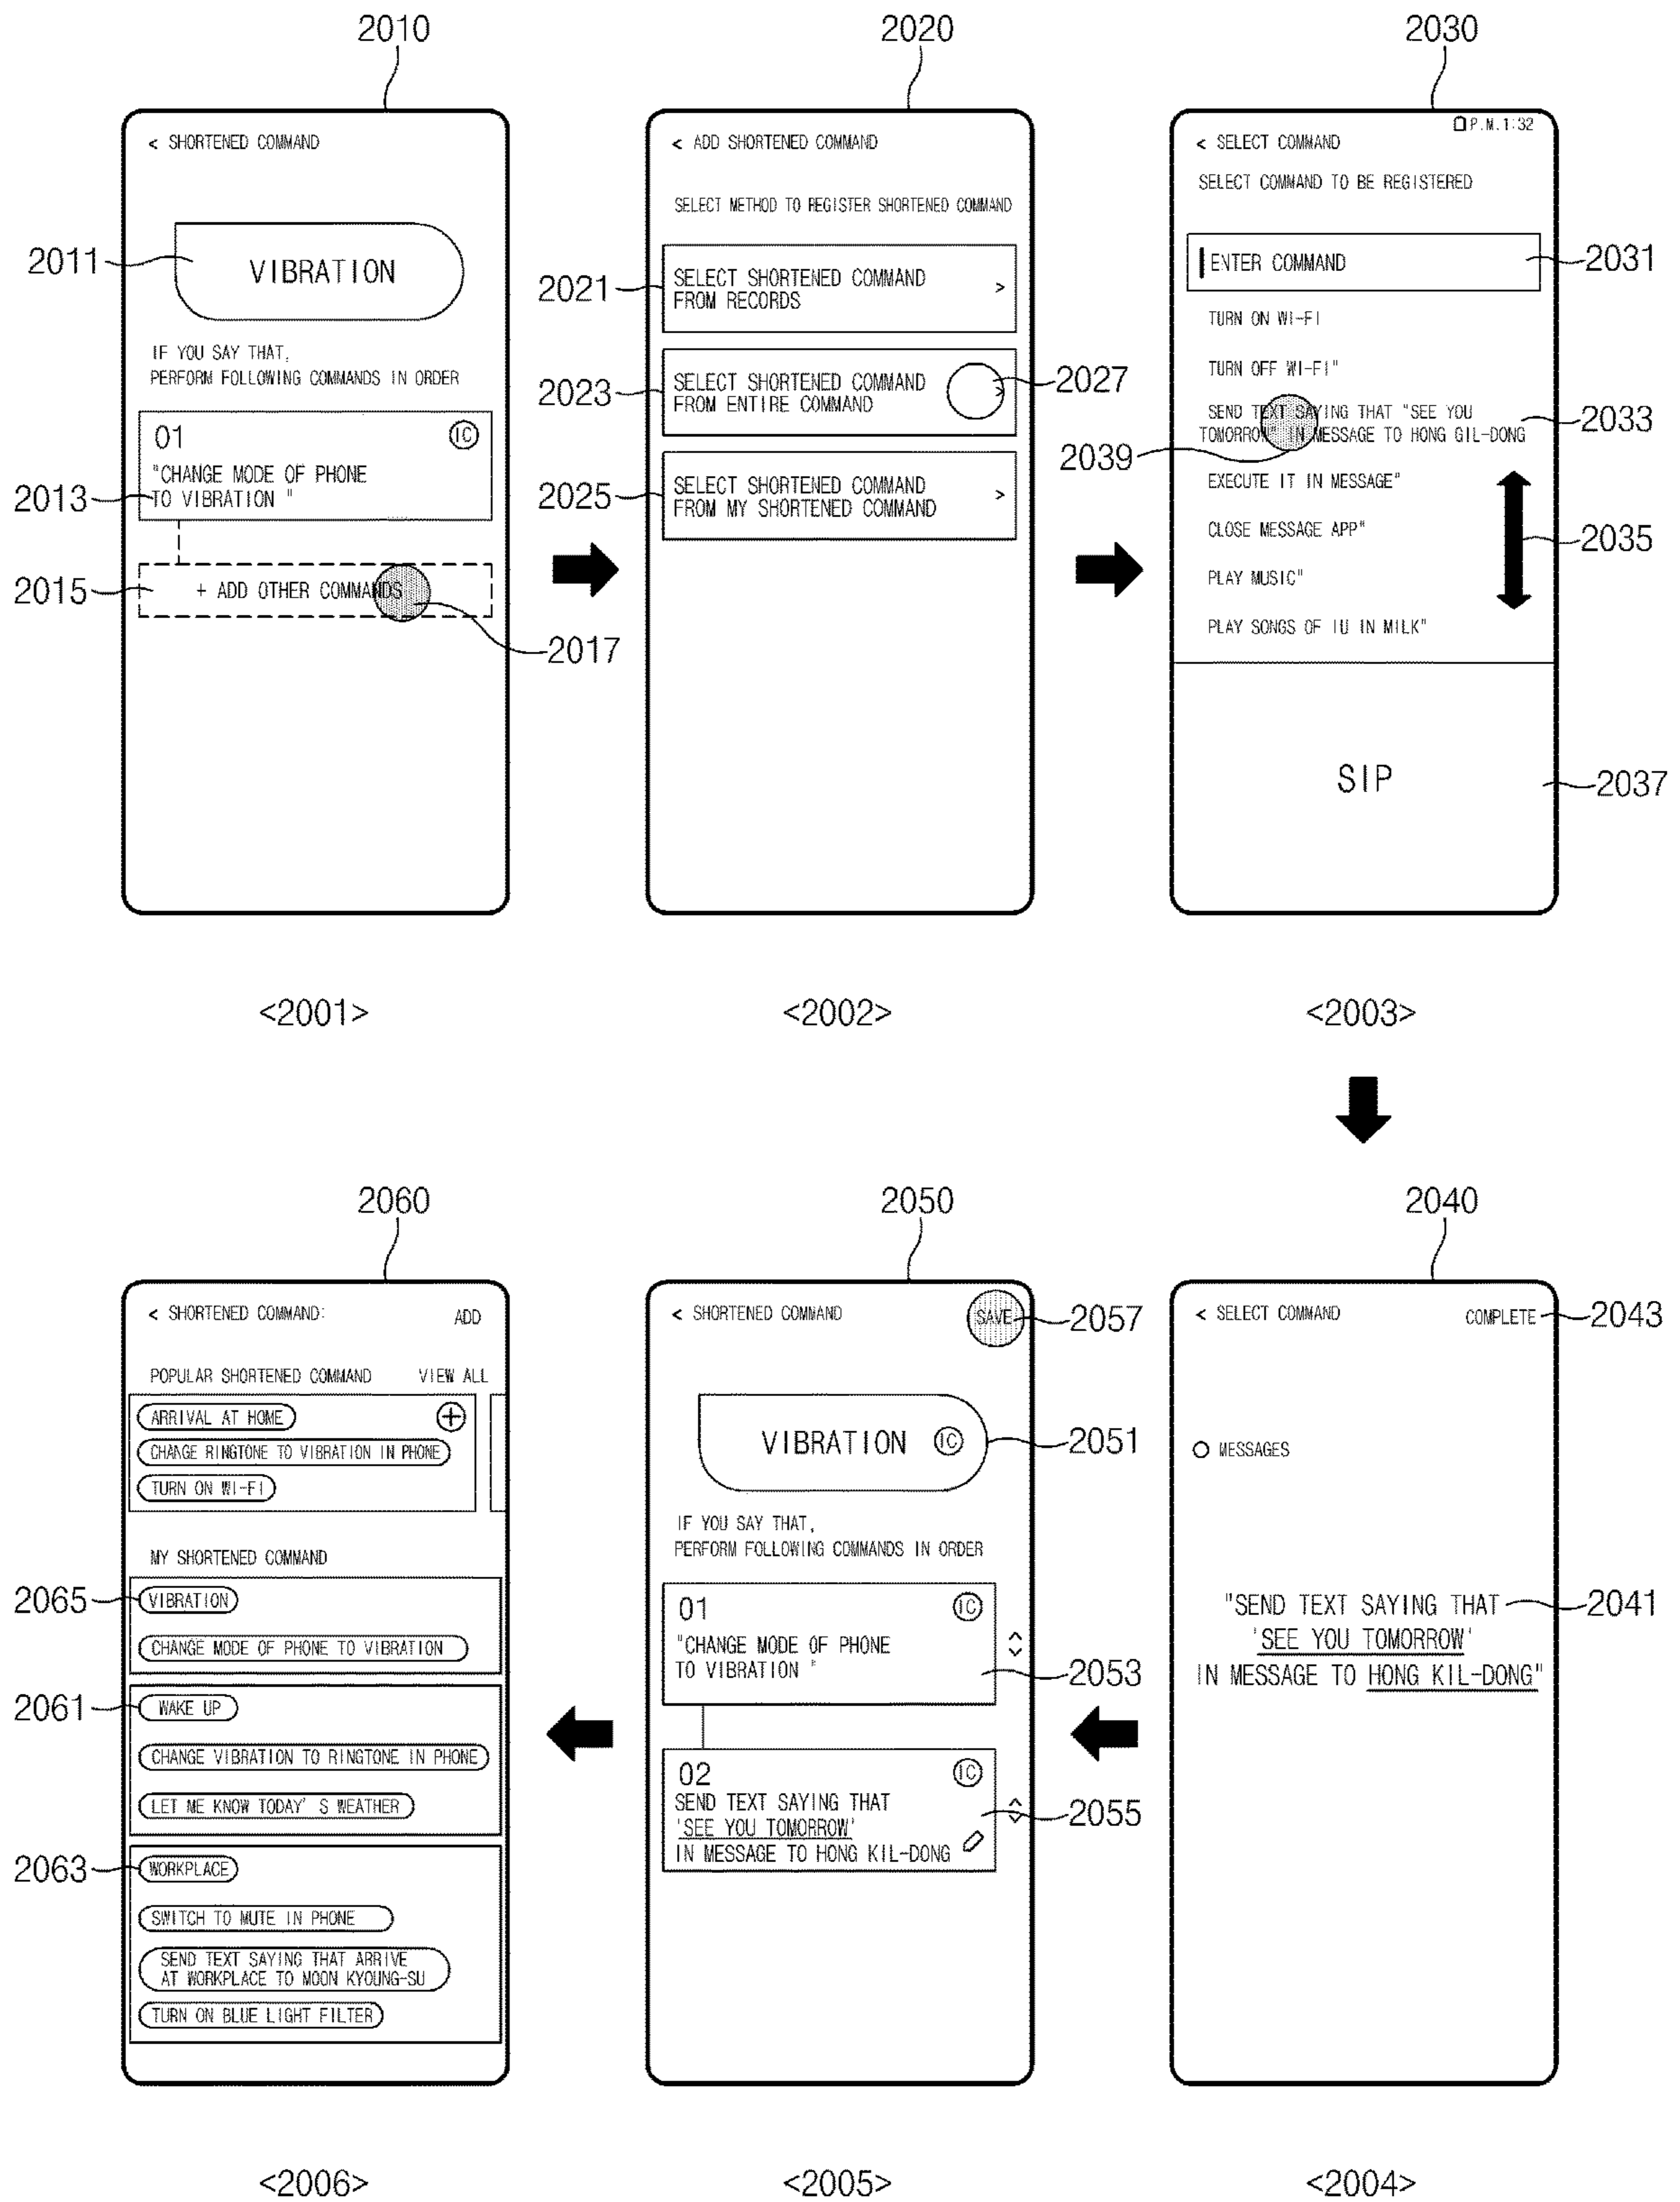 2010
2020
2030
< SHORTENED COMMAND
2011
VIBRATION
IF YOU SAY THAT,
PERFORM FOLLOWING COMMANDS IN ORDER
01
IC
"CHANGE MODE OF PHONE
TO VIBRATION "
2013
2015
+ ADD OTHER COMMANDS
2017
<2001>
< ADD SHORTENED COMMAND
SELECT METHOD TO REGISTER SHORTENED COMMAND
2021
SELECT SHORTENED COMMAND
FROM RECORDS
>
2023
SELECT SHORTENED COMMAND
FROM ENTIRE COMMAND
>
2027
2025
SELECT SHORTENED COMMAND
FROM MY SHORTENED COMMAND
>
<2002>
P.M.1:32
< SELECT COMMAND
SELECT COMMAND TO BE REGISTERED
ENTER COMMAND
2031
TURN ON WI-FI
TURN OFF WI-FI"
SEND TEXT SAYING THAT "SEE YOU
TOMORROW" IN MESSAGE TO HONG GIL-DONG
2033
2039
EXECUTE IT IN MESSAGE"
CLOSE MESSAGE APP"
2035
PLAY MUSIC"
PLAY SONGS OF IU IN MILK"
SIP
2037
<2003>
2060
2050
2040
< SHORTENED COMMAND:
ADD
POPULAR SHORTENED COMMAND
VIEW ALL
ARRIVAL AT HOME
+
CHANGE RINGTONE TO VIBRATION IN PHONE
TURN ON WI-FI
MY SHORTENED COMMAND
2065
VIBRATION
CHANGE MODE OF PHONE TO VIBRATION
2061
WAKE UP
CHANGE VIBRATION TO RINGTONE IN PHONE
LET ME KNOW TODAY' S WEATHER
2063
WORKPLACE
SWITCH TO MUTE IN PHONE
SEND TEXT SAYING THAT ARRIVE
AT WORKPLACE TO MOON KYOUNG-SU
TURN ON BLUE LIGHT FILTER
<2006>
< SHORTENED COMMAND
SAVE
2057
VIBRATION
IC
2051
IF YOU SAY THAT,
PERFORM FOLLOWING COMMANDS IN ORDER
01
IC
"CHANGE MODE OF PHONE
TO VIBRATION "
2053
02
IC
SEND TEXT SAYING THAT
'SEE YOU TOMORROW'
IN MESSAGE TO HONG KIL-DONG
2055
<2005>
< SELECT COMMAND
COMPLETE
2043
MESSAGES
"SEND TEXT SAYING THAT
'SEE YOU TOMORROW'
IN MESSAGE TO HONG KIL-DONG"
2041
<2004>